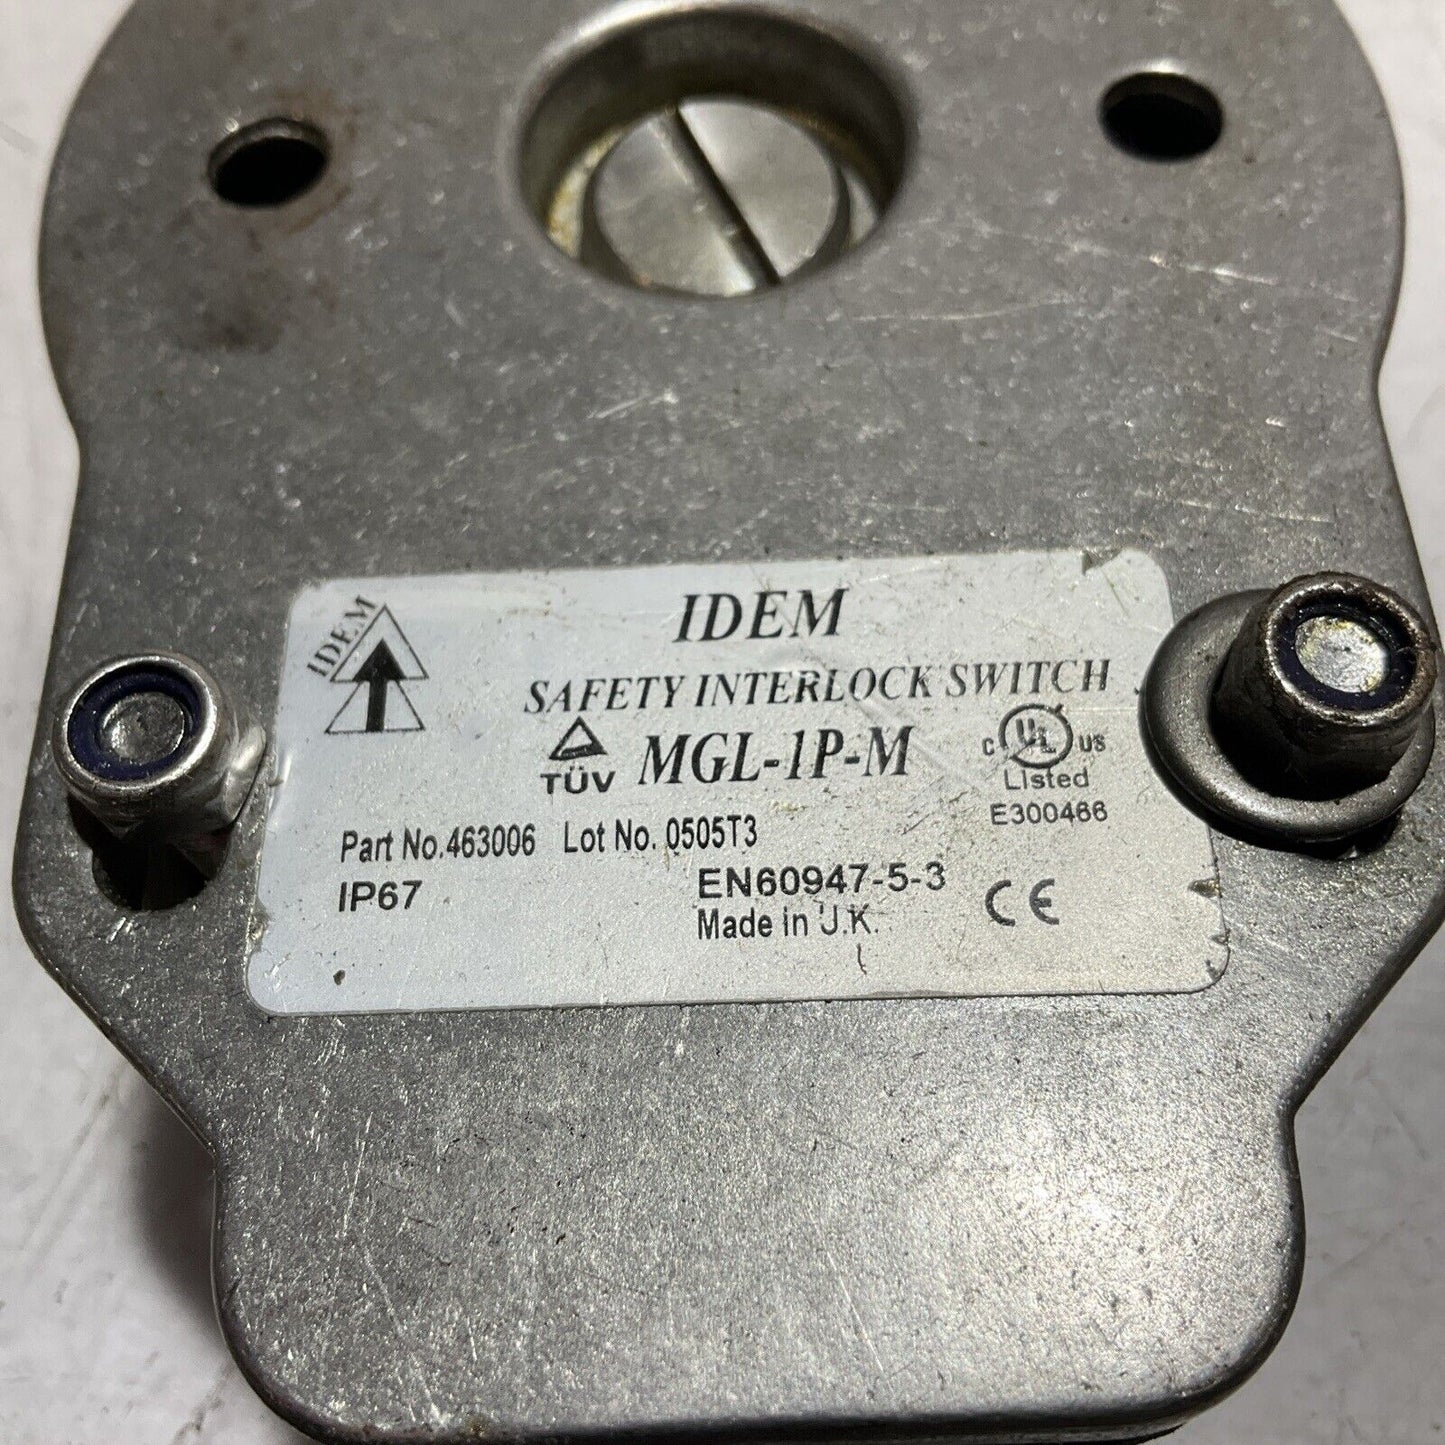 IDEM
IDEM
SAFETY INTERLOCK SWITCH
TÜV MGL-1P-M C UL US
Listed
E300466
Part No.463006 Lot No. 0505T3
IP67 EN60947-5-3 CE
Made in U.K.